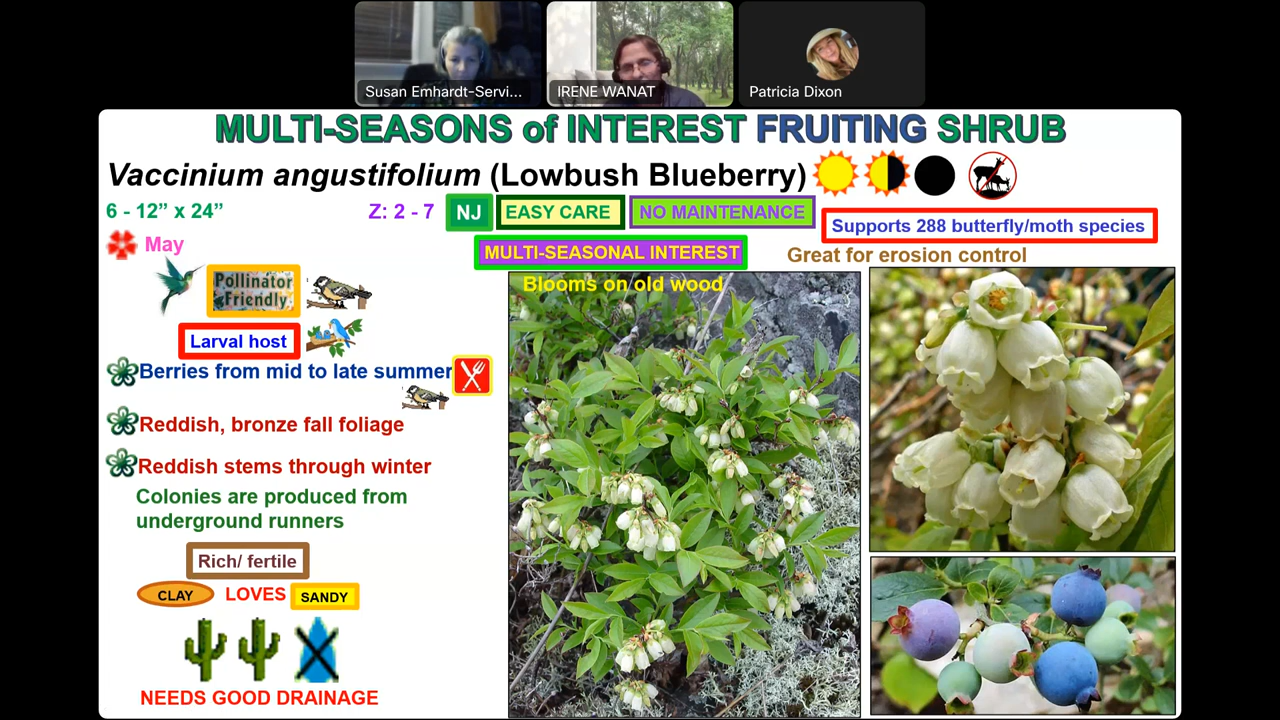 Susan Emhardt-Servi...
IRENE WANAT
Patricia Dixon
MULTI-SEASONS of INTEREST FRUITING SHRUB
Vaccinium angustifolium (Lowbush Blueberry)
6 - 12” x 24”
Z: 2 - 7
NJ
EASY CARE
NO MAINTENANCE
Supports 288 butterfly/moth species
May
MULTI-SEASONAL INTEREST
Great for erosion control
Blooms on old wood
Pollinator
Friendly
Larval host
Berries from mid to late summer
Reddish, bronze fall foliage
Reddish stems through winter
Colonies are produced from
underground runners
Rich/ fertile
CLAY
LOVES
SANDY
NEEDS GOOD DRAINAGE